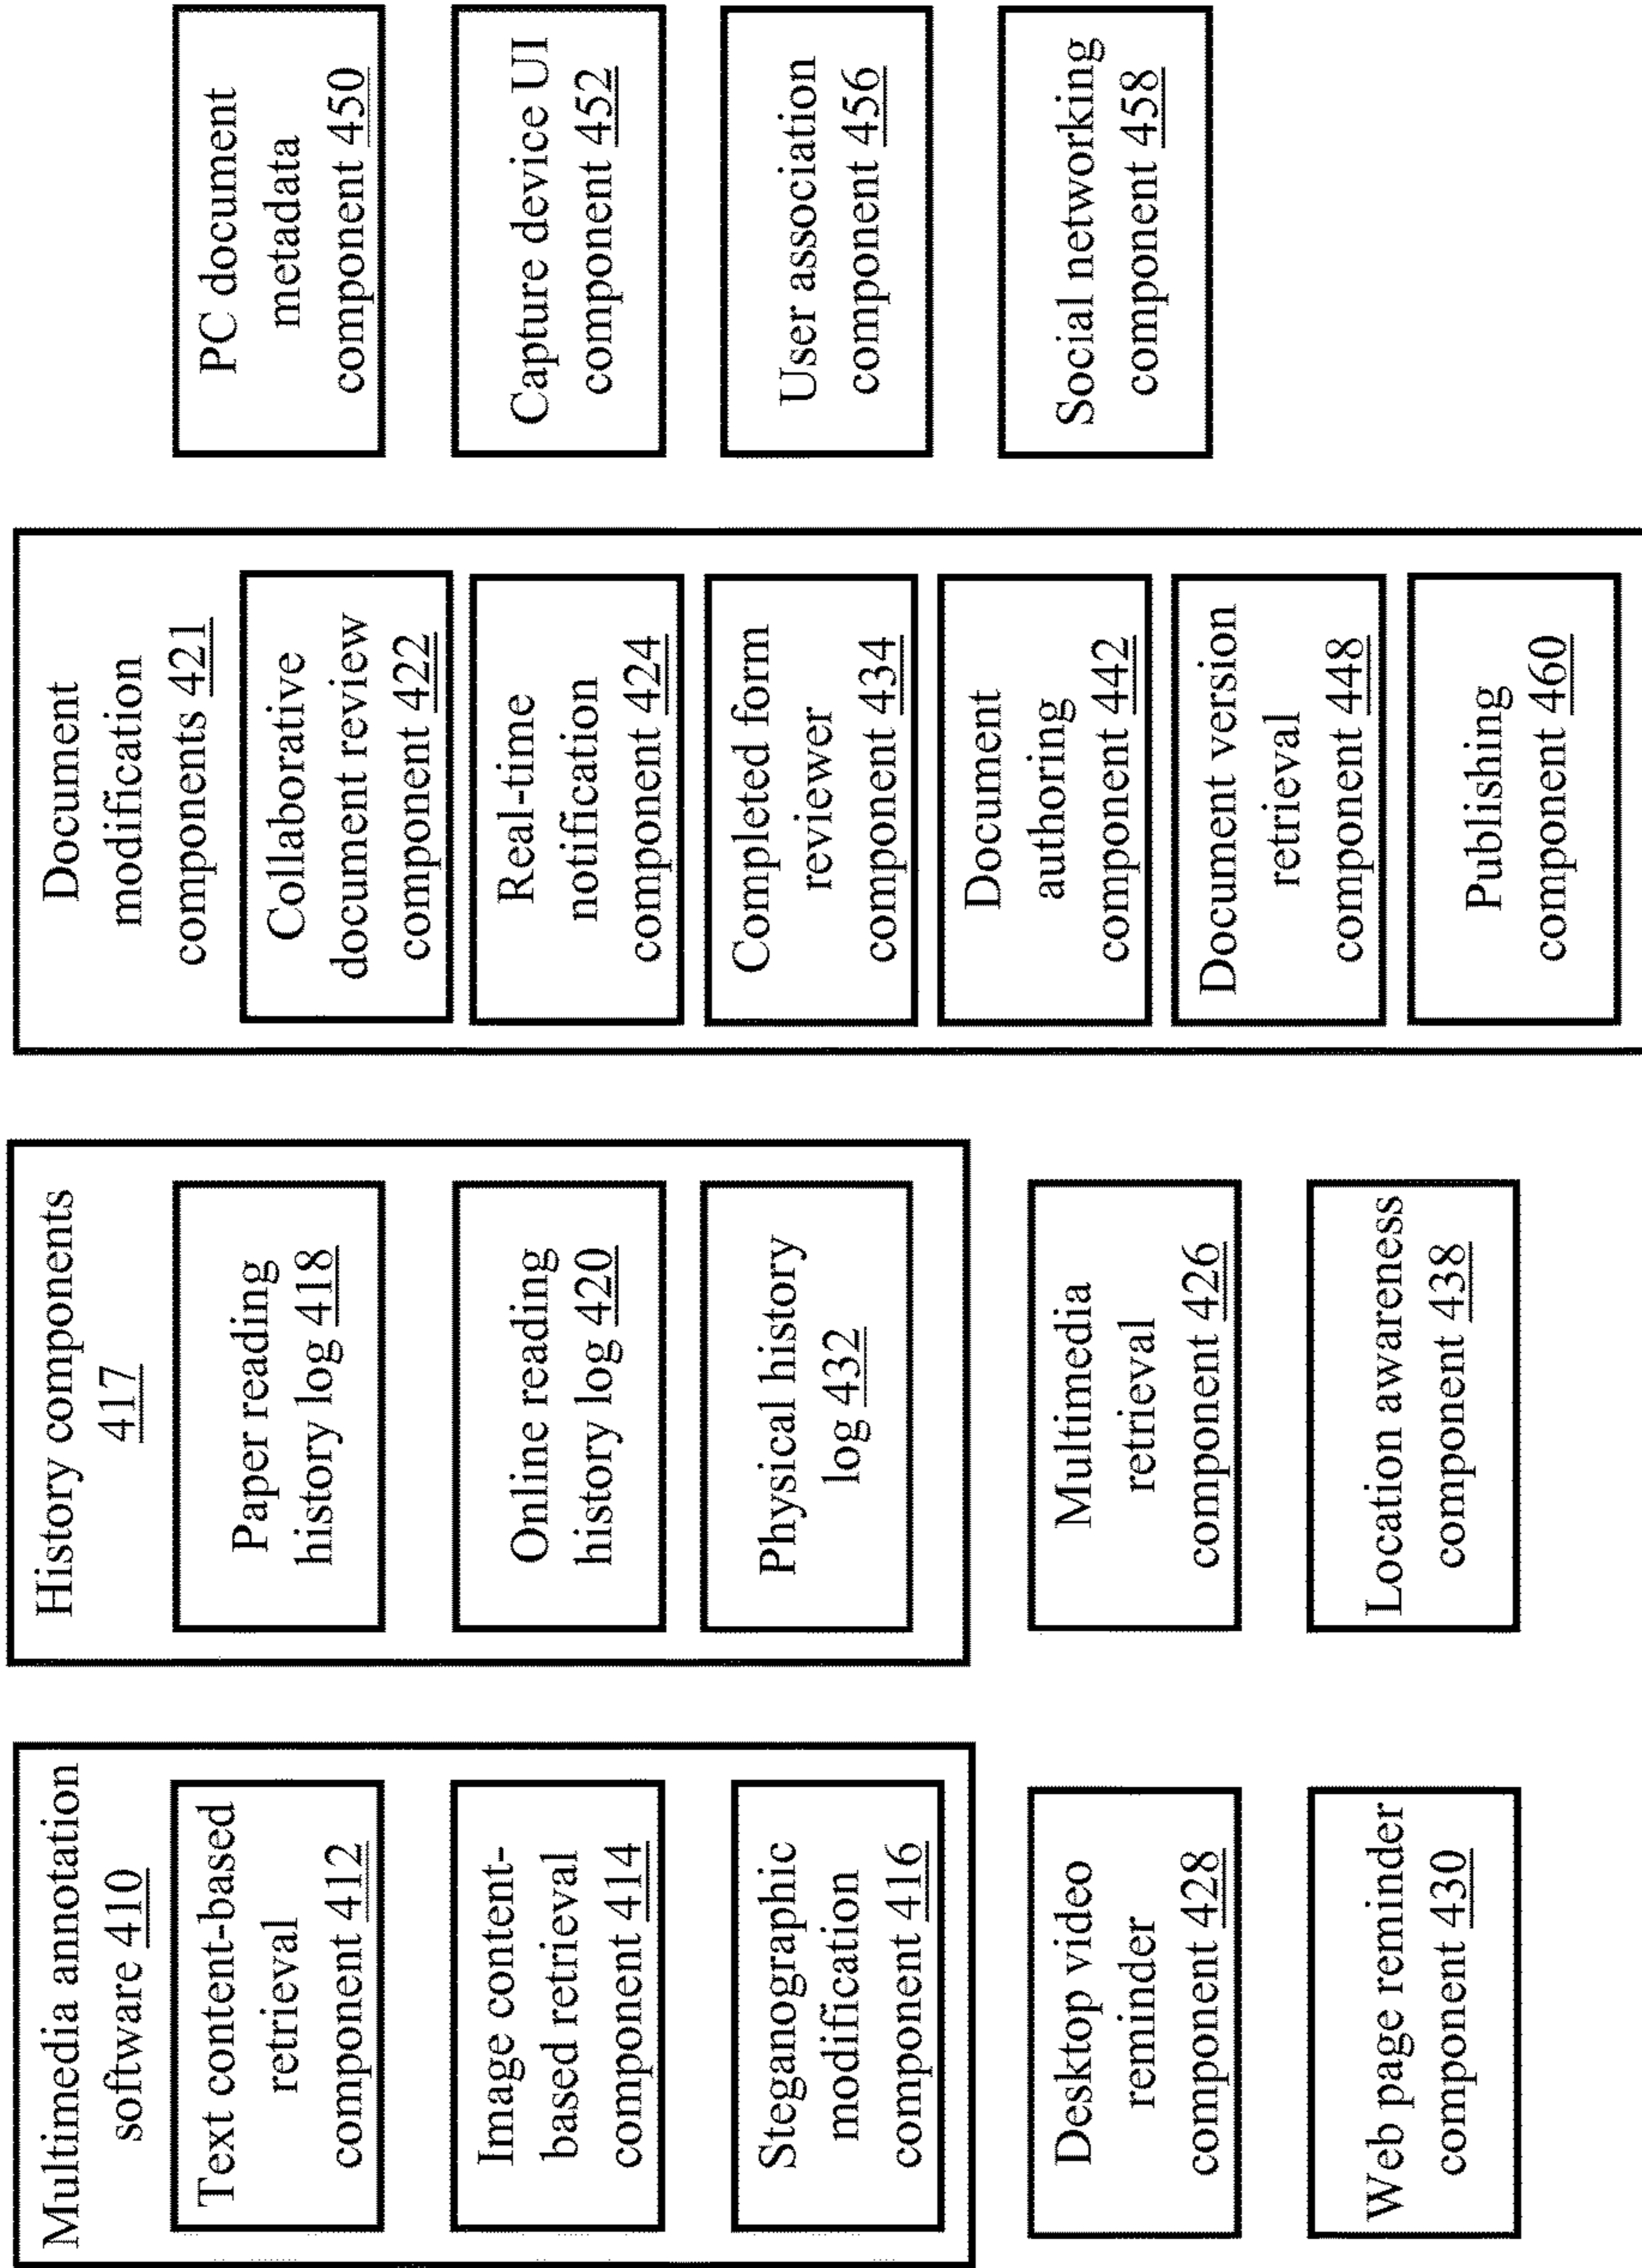 Multimedia annotation
software 410
Text content-based
retrieval
component 412
Image content-
based retrieval
component 414
Steganographic
modification
component 416
Desktop video
reminder
component 428
Web page reminder
component 430
History components
417
Paper reading
history log 418
Online reading
history log 420
Physical history
log 432
Multimedia
retrieval
component 426
Location awareness
component 438
Document
modification
components 421
Collaborative
document review
component 422
Real-time
notification
component 424
Completed form
reviewer
component 434
Document
authoring
component 442
Document version
retrieval
component 448
Publishing
component 460
PC document
metadata
component 450
Capture device UI
component 452
User association
component 456
Social networking
component 458